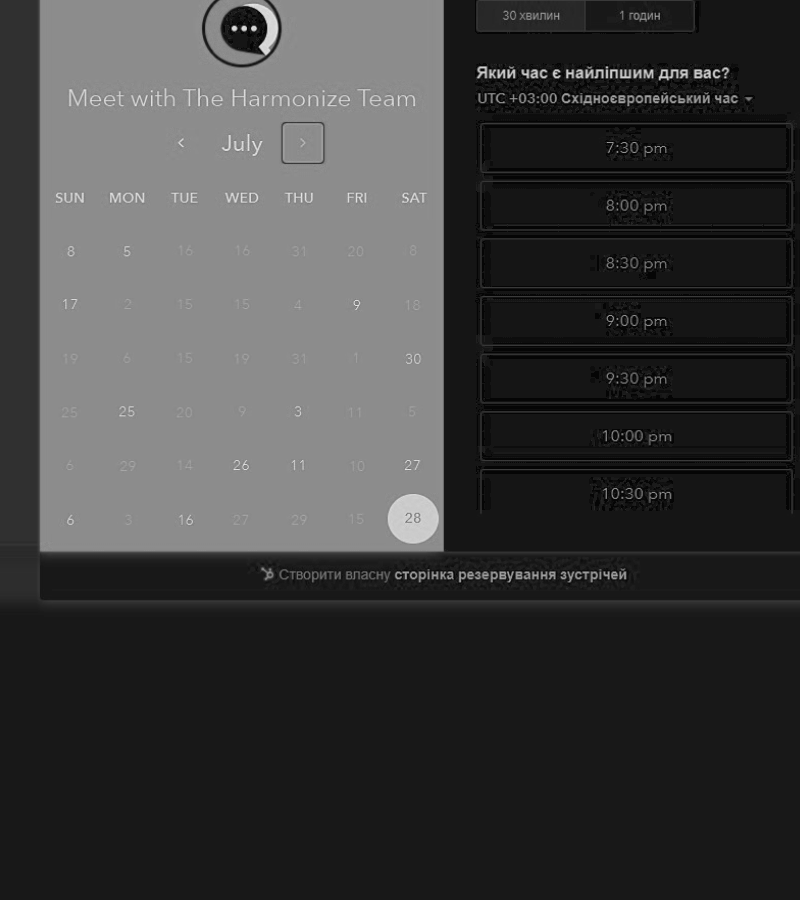 Meet with The Harmonize Team
July
SUN MON TUE WED THU FRI SAT
8 5 16 16 31 20 8
17 2 15 15 4 9 18
19 6 15 19 31 1 30
25 25 20 9 3 11 5
6 29 14 26 11 10 27
6 3 16 27 29 15 28
30 хвилин 1 годин
Який час є найліпшим для вас?
UTC +03:00 Східноєвропейський час
7:30 pm
8:00 pm
8:30 pm
9:00 pm
9:30 pm
10:00 pm
10:30 pm
Створити власну сторінка резервування зустрічей